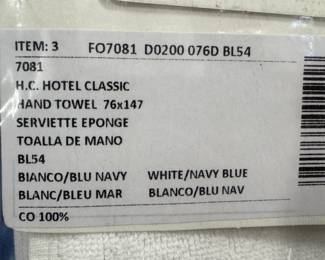 ITEM: 3 FO7081 D0200 076D BL54
7081
H.C. HOTEL CLASSIC
HAND TOWEL 76x147
SERVIETTE EPONGE
TOALLA DE MANO
BL54
BIANCO/BLU NAVY WHITE/NAVY BLUE
BLANC/BLEU MAR BLANCO/BLU NAV
CO 100%